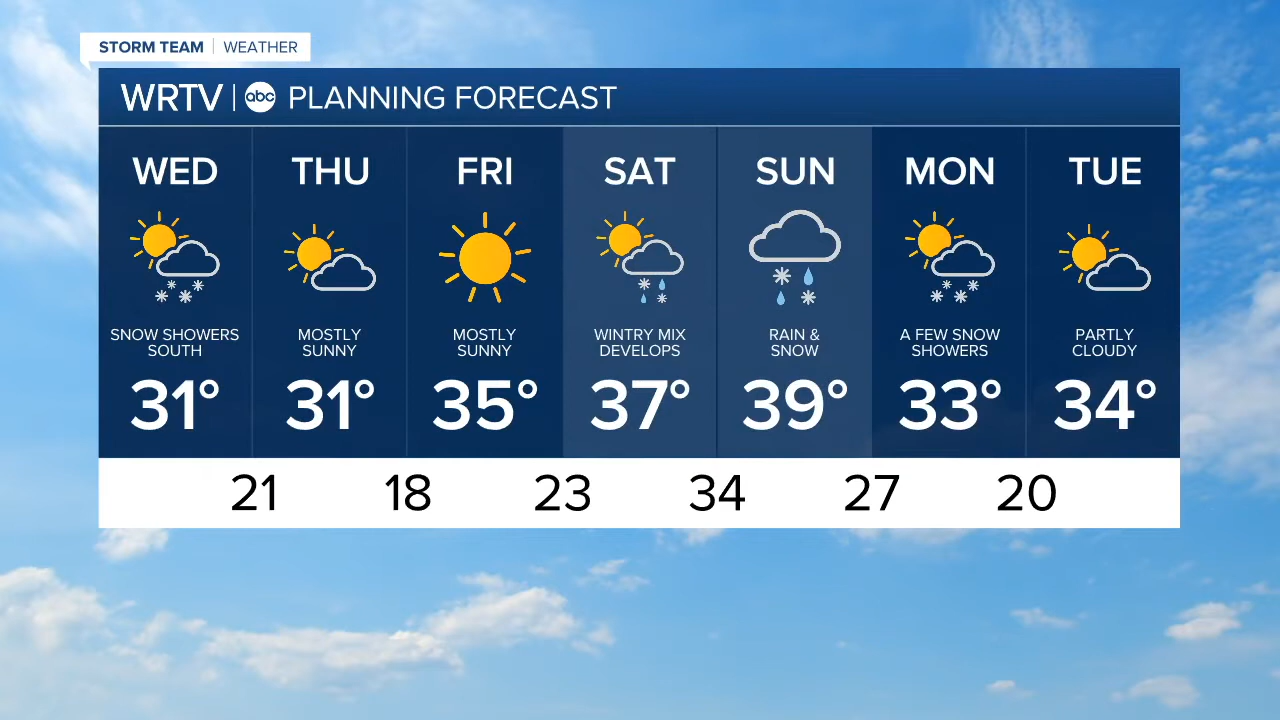 STORM TEAM | WEATHER
WRTV | abc PLANNING FORECAST
WED THU FRI SAT SUN MON TUE
SNOW SHOWERS MOSTLY MOSTLY WINTRY MIX RAIN & A FEW SNOW PARTLY
SOUTH SUNNY SUNNY DEVELOPS SNOW SHOWERS CLOUDY
31° 31° 35° 37° 39° 33° 34°
21 18 23 34 27 20